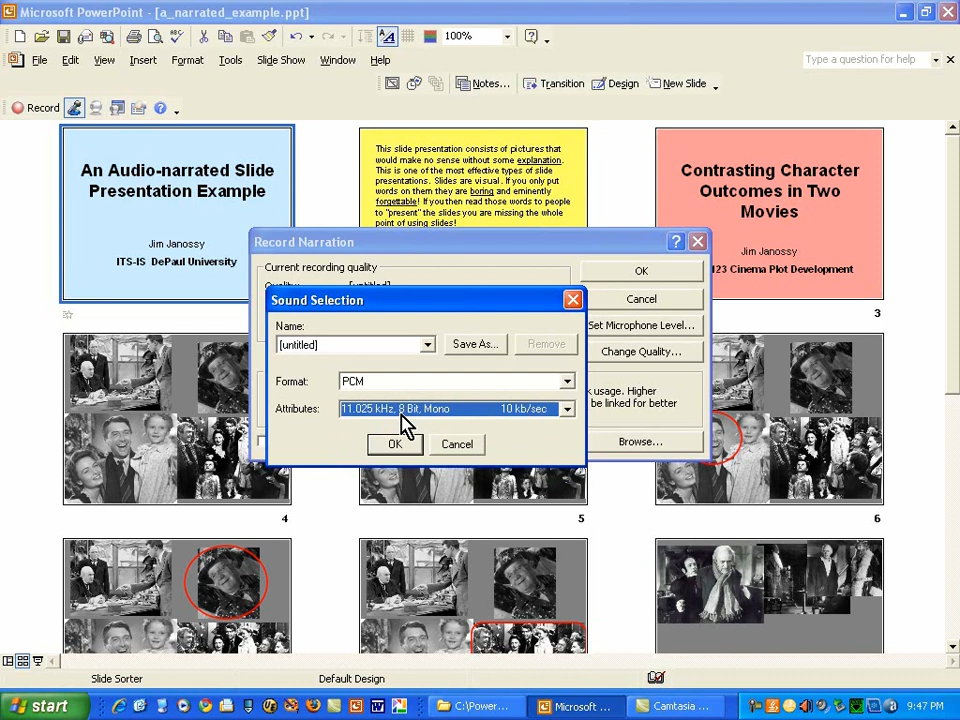 Microsoft PowerPoint - [a_narrated_example.ppt]
100%
File Edit View Insert Format Tools Slide Show Window Help
Type a question for help
Notes... Transition Design New Slide
Record
An Audio-narrated Slide
Presentation Example
Jim Janossy
ITS-IS DePaul University
This slide presentation consists of pictures that
would make no sense without some explanation.
This is one of the most effective types of slide
presentations. Slides are visual. If you only put
words on them they are boring and eminently
forgettable! If you then read those words to people
to "present" the slides you are missing the whole
point of using slides!
Contrasting Character
Outcomes in Two
Movies
Jim Janossy
123 Cinema Plot Development
3
Record Narration
Current recording quality
[untitled]
OK
Cancel
Set Microphone Level...
Change Quality...
k usage. Higher
be linked for better
Browse...
Sound Selection
Name:
[untitled]
Save As...
Remove
Format:
PCM
Attributes:
11.025 kHz, 8 Bit, Mono 10 kb/sec
OK
Cancel
4
5
6
Slide Sorter
Default Design
start
C:\Power...
Microsoft ...
Camtasia ...
9:47 PM